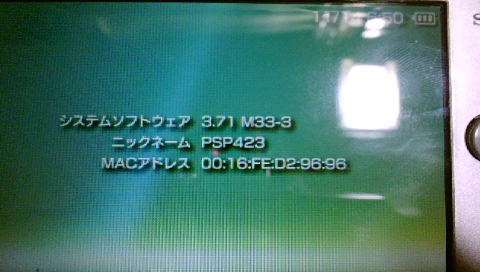 システムソフトウェア 3.71 M33-3
ニックネーム PSP423
MACアドレス 00:16:FE:D2:96:96